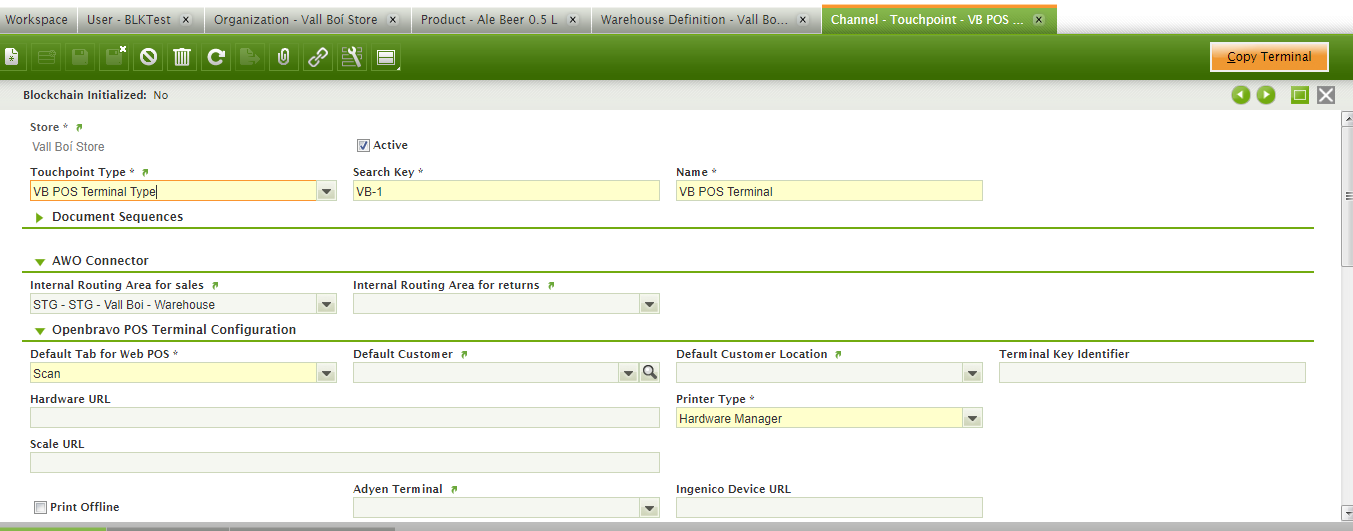 Workspace User - BLKTest × Organization - Vall Boí Store × Product - Ale Beer 0.5 L × Warehouse Definition - Vall Bo... × Channel - Touchpoint - VB POS ... ×
Copy Terminal
Blockchain Initialized: No
Store *
Vall Boí Store Active
Touchpoint Type * Search Key * Name *
VB POS Terminal Type VB-1 VB POS Terminal
Document Sequences
AWO Connector
Internal Routing Area for sales Internal Routing Area for returns
STG - STG - Vall Boi - Warehouse
Openbravo POS Terminal Configuration
Default Tab for Web POS * Default Customer Default Customer Location Terminal Key Identifier
Scan
Hardware URL Printer Type *
Hardware Manager
Scale URL
Adyen Terminal Ingenico Device URL
Print Offline